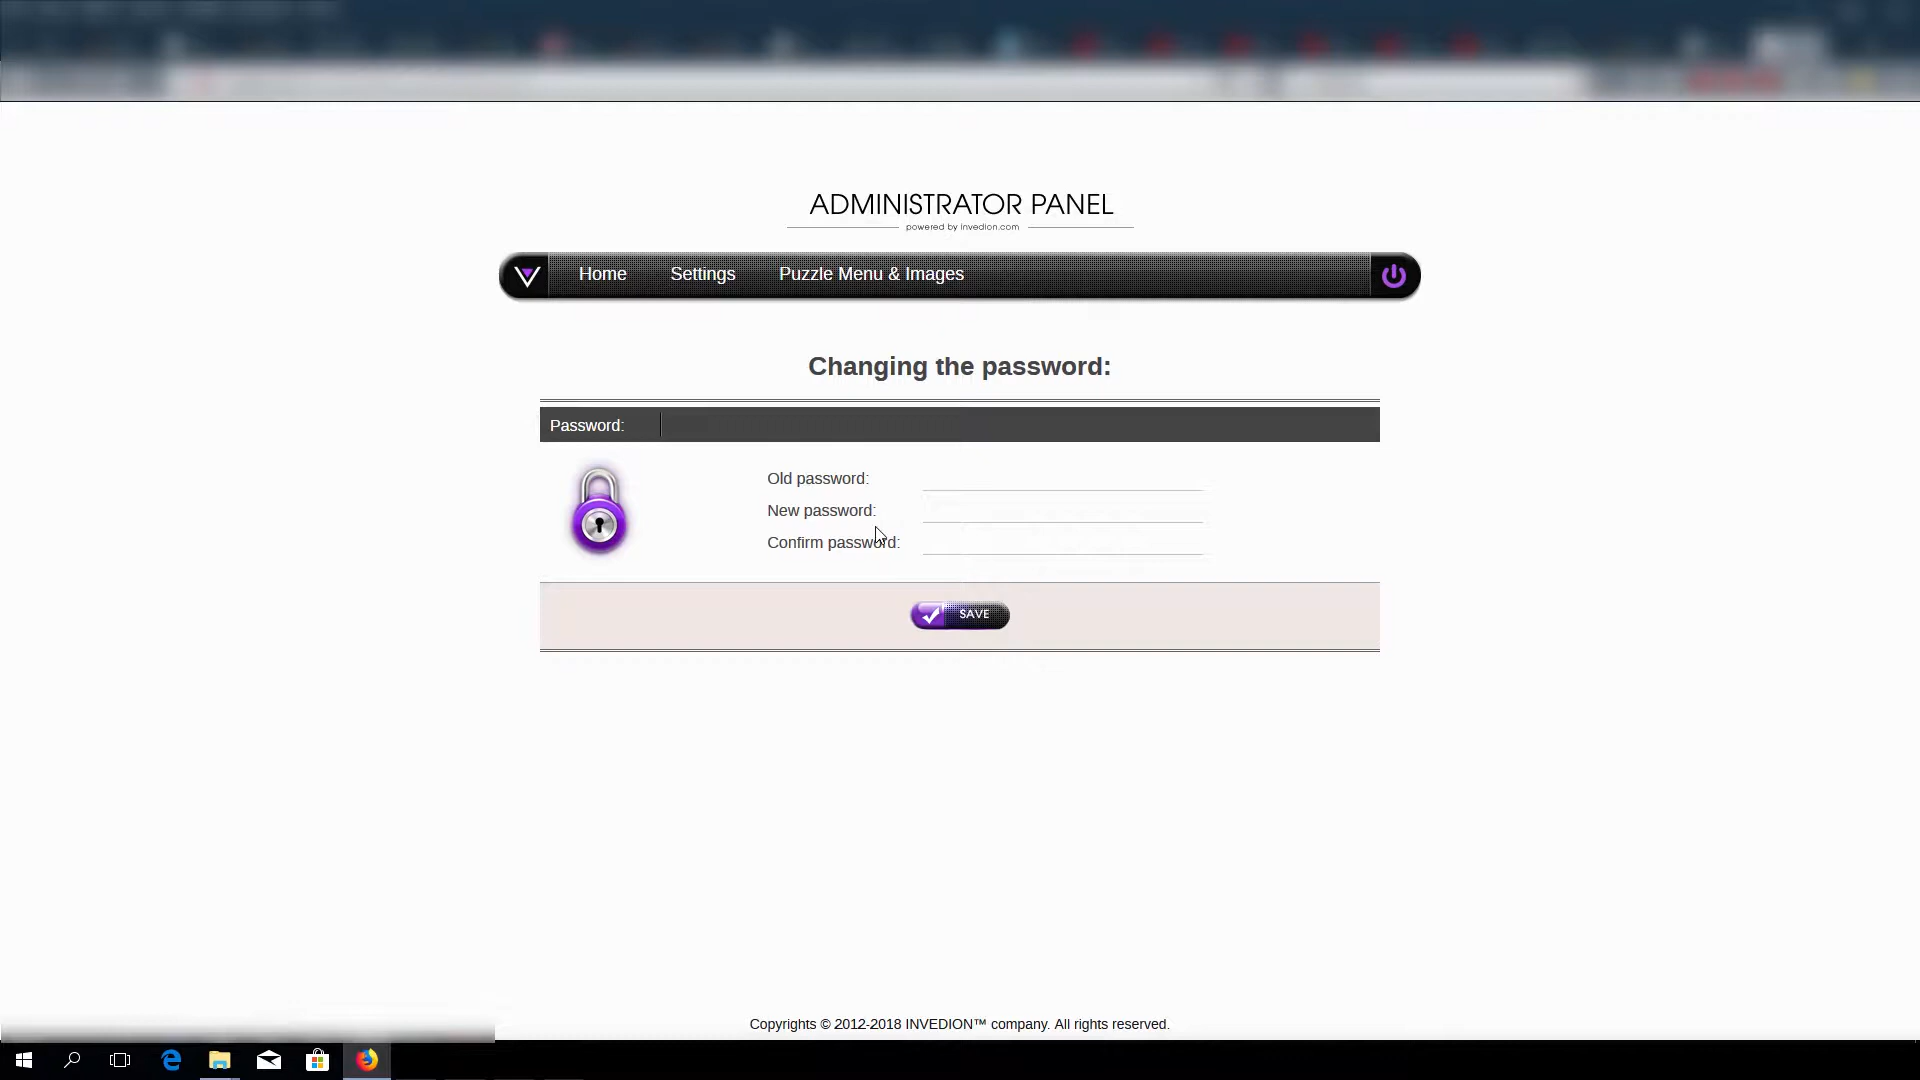 ADMINISTRATOR PANEL
powered by invedion.com
Home Settings Puzzle Menu & Images
Changing the password:
Password:
Old password:
New password:
Confirm password:
SAVE
Copyrights © 2012-2018 INVEDION™ company. All rights reserved.